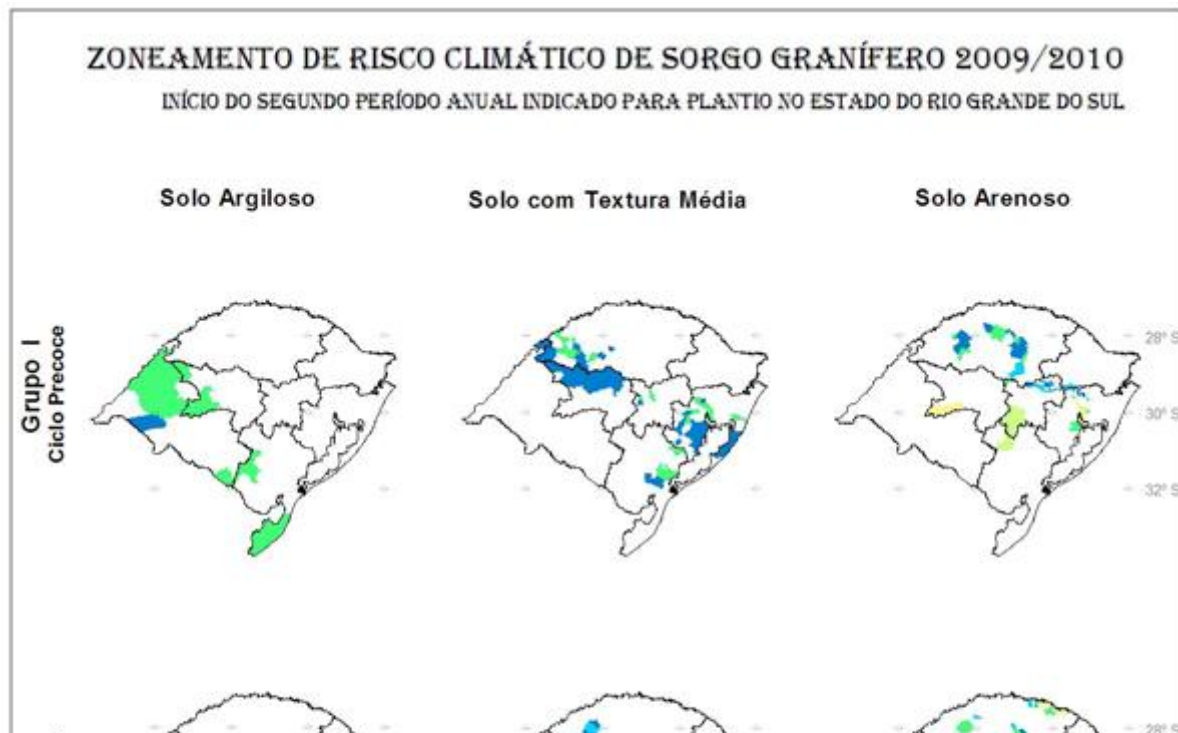 ZONEAMENTO DE RISCO CLIMÁTICO DE SORGO GRANÍFERO 2009/2010
INÍCIO DO SEGUNDO PERÍODO ANUAL INDICADO PARA PLANTIO NO ESTADO DO RIO GRANDE DO SUL
Solo Argiloso
Solo com Textura Média
Solo Arenoso
Grupo I
Ciclo Precoce
28° S
30° S
32° S
28° S